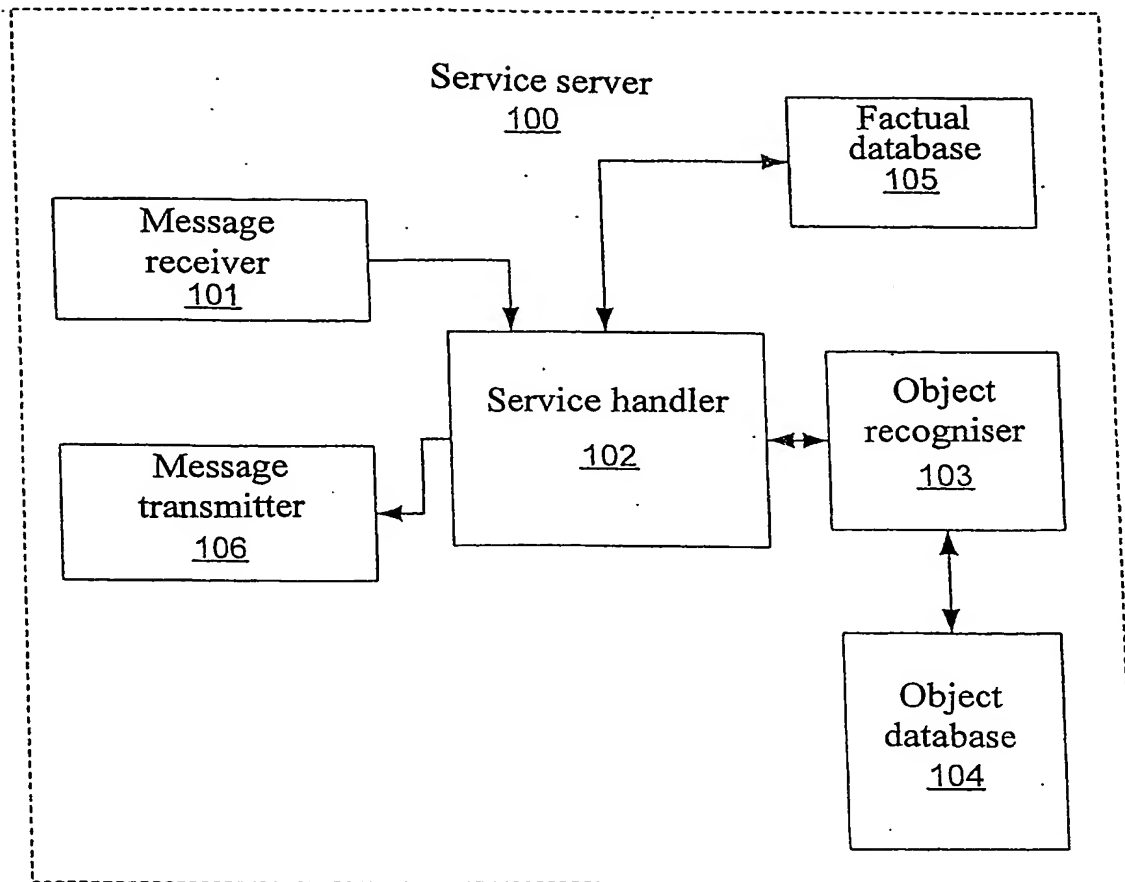 Service server
100
Factual
database
105
Message
receiver
101
Service handler
102
Object
recogniser
103
Message
transmitter
106
Object
database
104